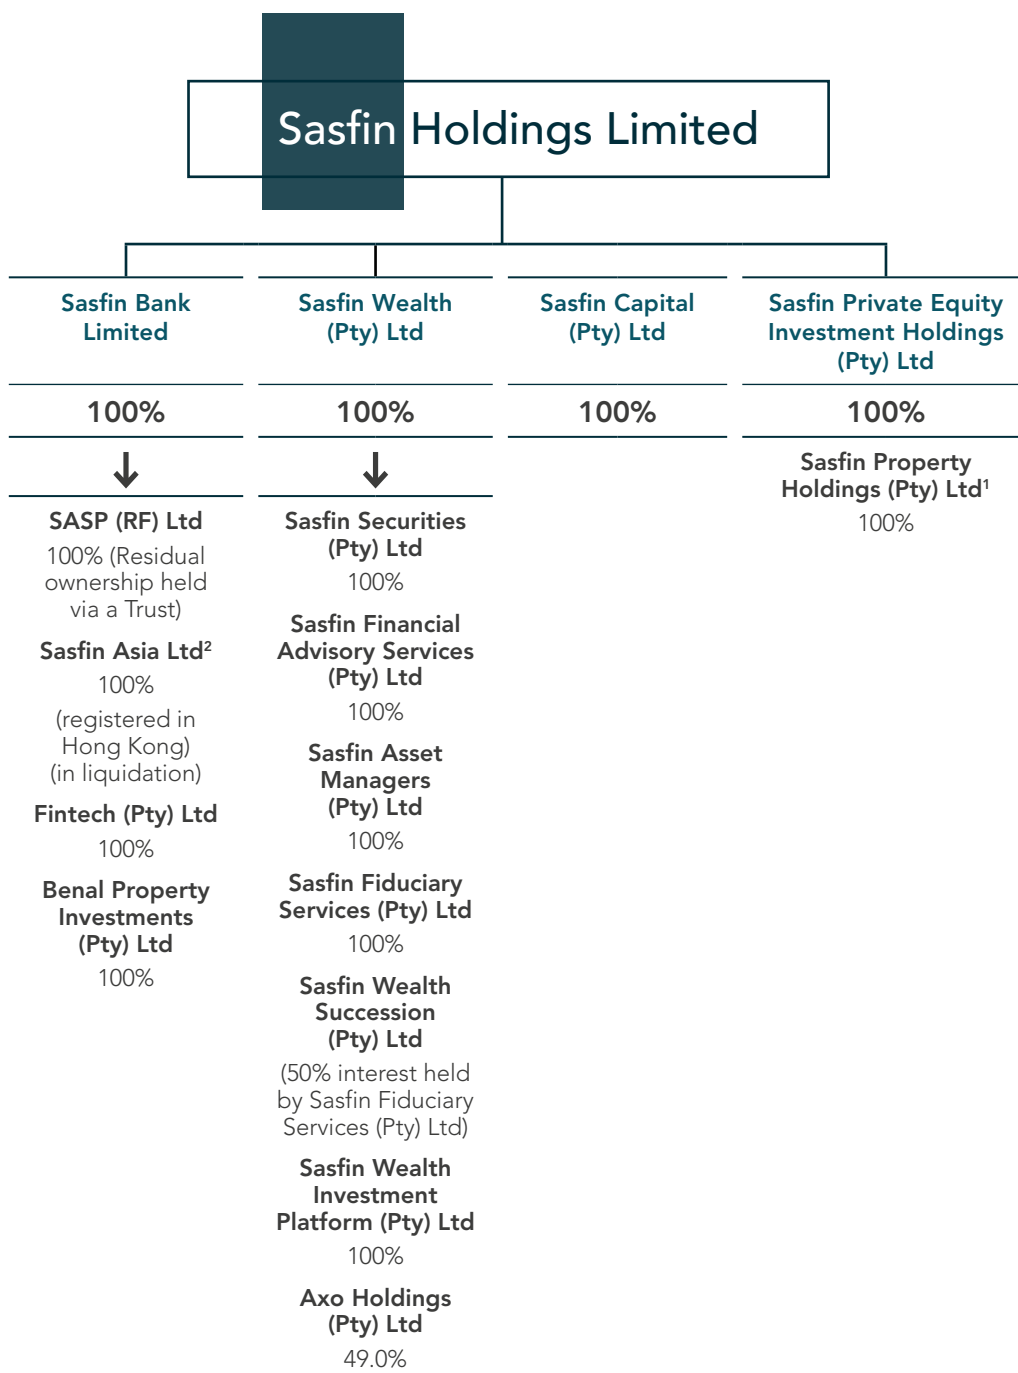 Sasfin Holdings Limited
Sasfin Bank
Limited
100%
SASP (RF) Ltd
100% (Residual
ownership held
via a Trust)
Sasfin Asia Ltd²
100%
(registered in
Hong Kong)
(in liquidation)
Fintech (Pty) Ltd
100%
Benal Property
Investments
(Pty) Ltd
100%
Sasfin Wealth
(Pty) Ltd
100%
Sasfin Securities
(Pty) Ltd
100%
Sasfin Financial
Advisory Services
(Pty) Ltd
100%
Sasfin Asset
Managers
(Pty) Ltd
100%
Sasfin Fiduciary
Services (Pty) Ltd
100%
Sasfin Wealth
Succession
(Pty) Ltd
(50% interest held
by Sasfin Fiduciary
Services (Pty) Ltd)
Sasfin Wealth
Investment
Platform (Pty) Ltd
100%
Axo Holdings
(Pty) Ltd
49.0%
Sasfin Capital
(Pty) Ltd
100%
Sasfin Private Equity
Investment Holdings
(Pty) Ltd
100%
Sasfin Property
Holdings (Pty) Ltd¹
100%